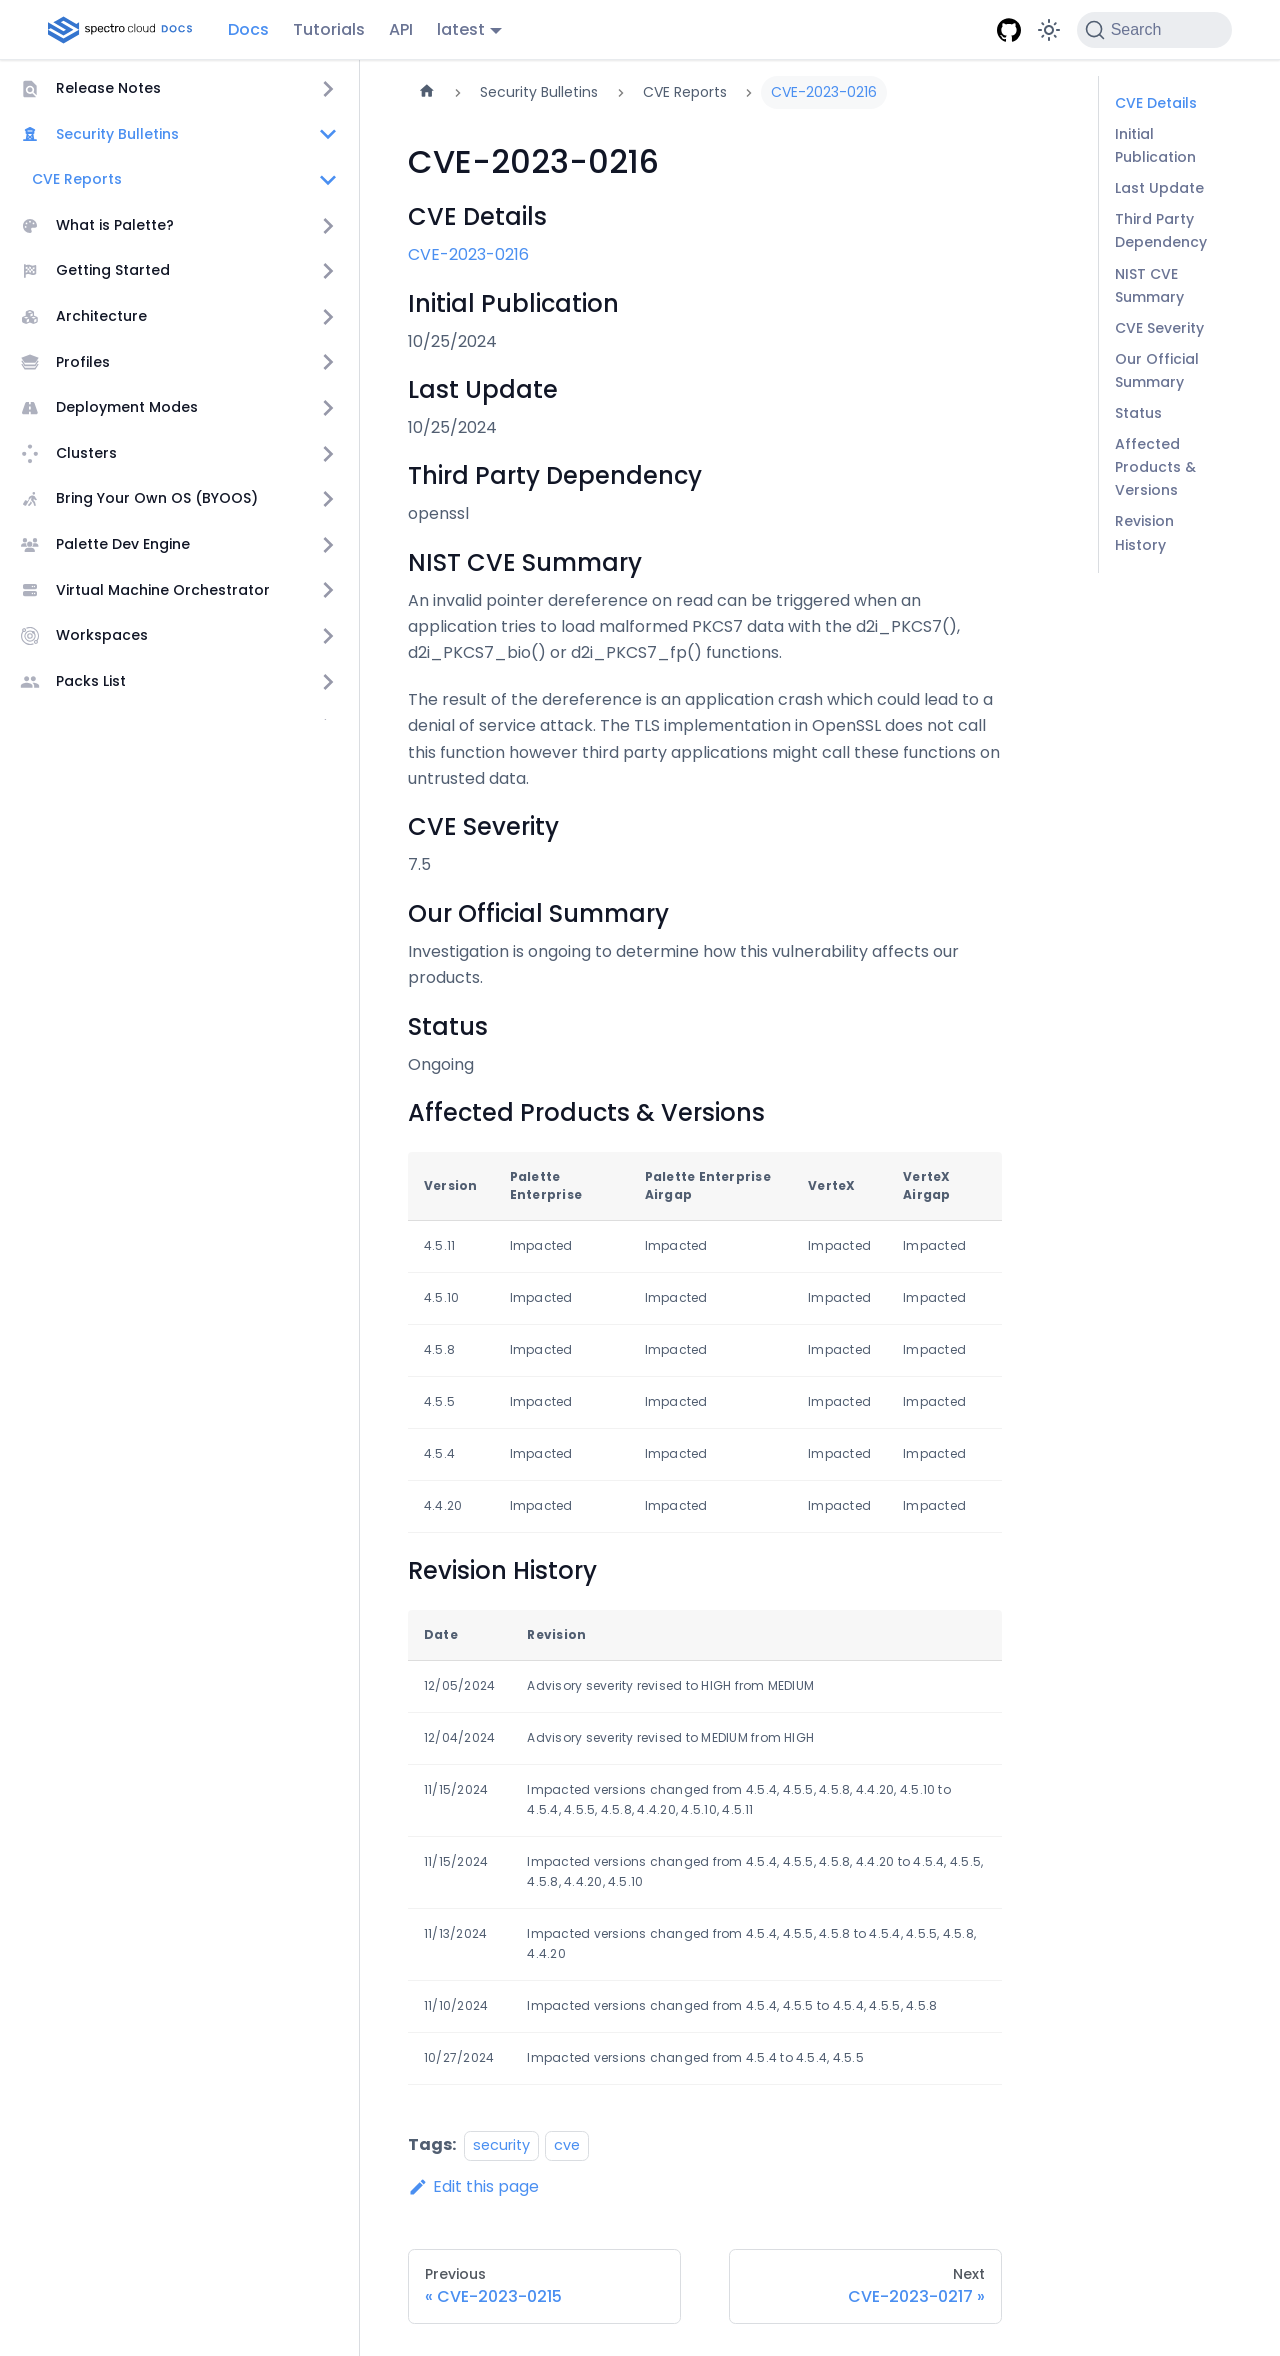 spectro cloud DOCS
Docs
Tutorials
API
latest
Search
Release Notes
Security Bulletins
CVE Reports
What is Palette?
Getting Started
Architecture
Profiles
Deployment Modes
Clusters
Bring Your Own OS (BYOOS)
Palette Dev Engine
Virtual Machine Orchestrator
Workspaces
Packs List
Security Bulletins
CVE Reports
CVE-2023-0216
CVE-2023-0216
CVE Details
CVE-2023-0216
Initial Publication
10/25/2024
Last Update
10/25/2024
Third Party Dependency
openssl
NIST CVE Summary
An invalid pointer dereference on read can be triggered when an
application tries to load malformed PKCS7 data with the d2i_PKCS7(),
d2i_PKCS7_bio() or d2i_PKCS7_fp() functions.
The result of the dereference is an application crash which could lead to a
denial of service attack. The TLS implementation in OpenSSL does not call
this function however third party applications might call these functions on
untrusted data.
CVE Severity
7.5
Our Official Summary
Investigation is ongoing to determine how this vulnerability affects our
products.
Status
Ongoing
Affected Products & Versions
Version Palette Enterprise Palette Enterprise Airgap VerteX VerteX Airgap
4.5.11 Impacted Impacted Impacted Impacted
4.5.10 Impacted Impacted Impacted Impacted
4.5.8 Impacted Impacted Impacted Impacted
4.5.5 Impacted Impacted Impacted Impacted
4.5.4 Impacted Impacted Impacted Impacted
4.4.20 Impacted Impacted Impacted Impacted
Revision History
Date Revision
12/05/2024 Advisory severity revised to HIGH from MEDIUM
12/04/2024 Advisory severity revised to MEDIUM from HIGH
11/15/2024 Impacted versions changed from 4.5.4, 4.5.5, 4.5.8, 4.4.20, 4.5.10 to
4.5.4, 4.5.5, 4.5.8, 4.4.20, 4.5.10, 4.5.11
11/15/2024 Impacted versions changed from 4.5.4, 4.5.5, 4.5.8, 4.4.20 to 4.5.4, 4.5.5,
4.5.8, 4.4.20, 4.5.10
11/13/2024 Impacted versions changed from 4.5.4, 4.5.5, 4.5.8 to 4.5.4, 4.5.5, 4.5.8,
4.4.20
11/10/2024 Impacted versions changed from 4.5.4, 4.5.5 to 4.5.4, 4.5.5, 4.5.8
10/27/2024 Impacted versions changed from 4.5.4 to 4.5.4, 4.5.5
Tags: security cve
Edit this page
Previous
« CVE-2023-0215
Next
CVE-2023-0217 »
CVE Details
Initial
Publication
Last Update
Third Party
Dependency
NIST CVE
Summary
CVE Severity
Our Official
Summary
Status
Affected
Products &
Versions
Revision
History